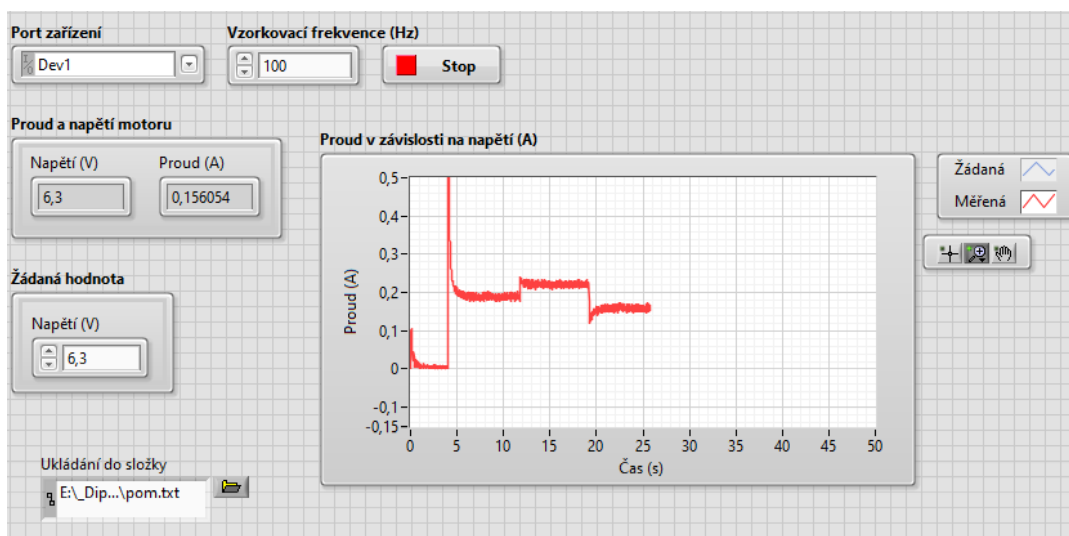 Port zařízení
Vzorkovací frekvence (Hz)
Dev1
100
Stop
Proud a napětí motoru
Napětí (V)
Proud (A)
6,3
0,156054
Žádaná hodnota
Napětí (V)
6,3
Ukládání do složky
E:\_Dip...\pom.txt
Proud v závislosti na napětí (A)
Proud (A)
0,5
0,4
0,3
0,2
0,1
0
-0,1
-0,15
0 5 10 15 20 25 30 35 40 45 50
Čas (s)
Žádaná
Měřená